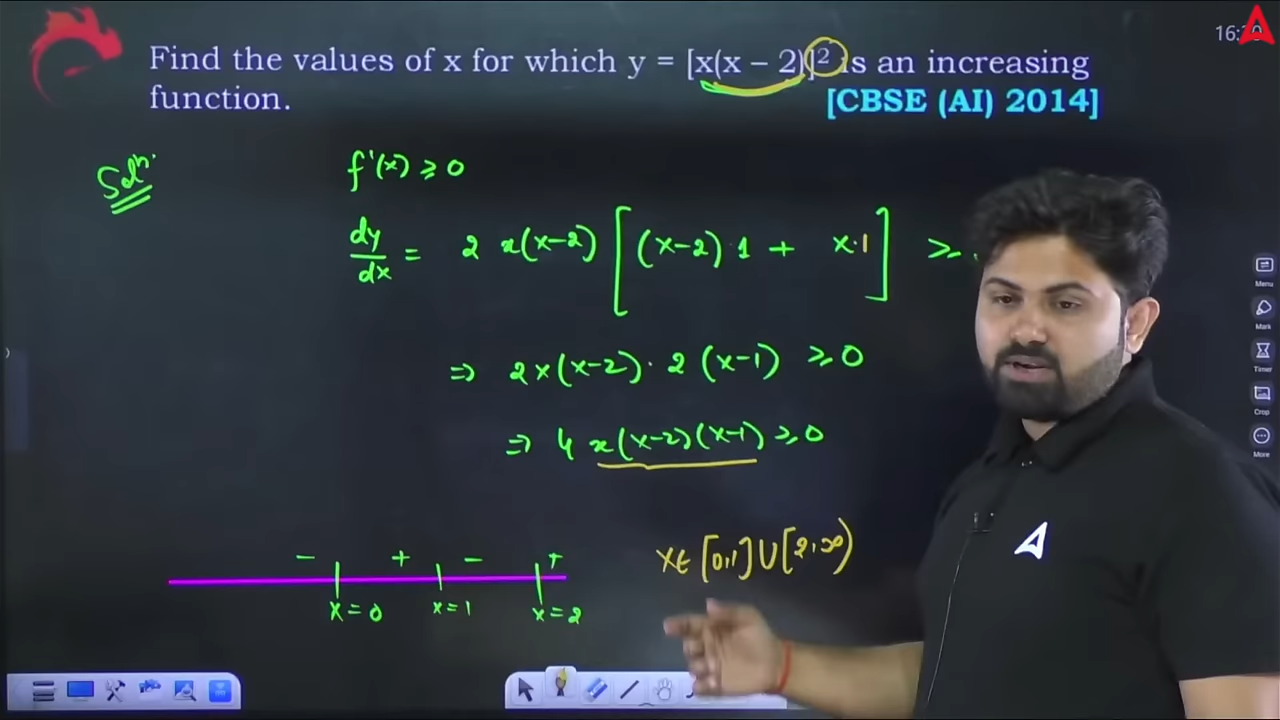 16:
Find the values of x for which y = [x(x – 2)]² is an increasing
function.
[CBSE (AI) 2014]
Solⁿ.
f'(x) ⩾ 0
dy/dx = 2 x(x-2) [(x-2)·1 + x·1] ⩾
⇒ 2x(x-2)·2(x-1) ⩾ 0
⇒ 4 x(x-2)(x-1) ⩾ 0
- + - +
x=0 x=1 x=2
x∈ [0,1] U [2,∞)
Menu
Mark
Timer
Crop
More